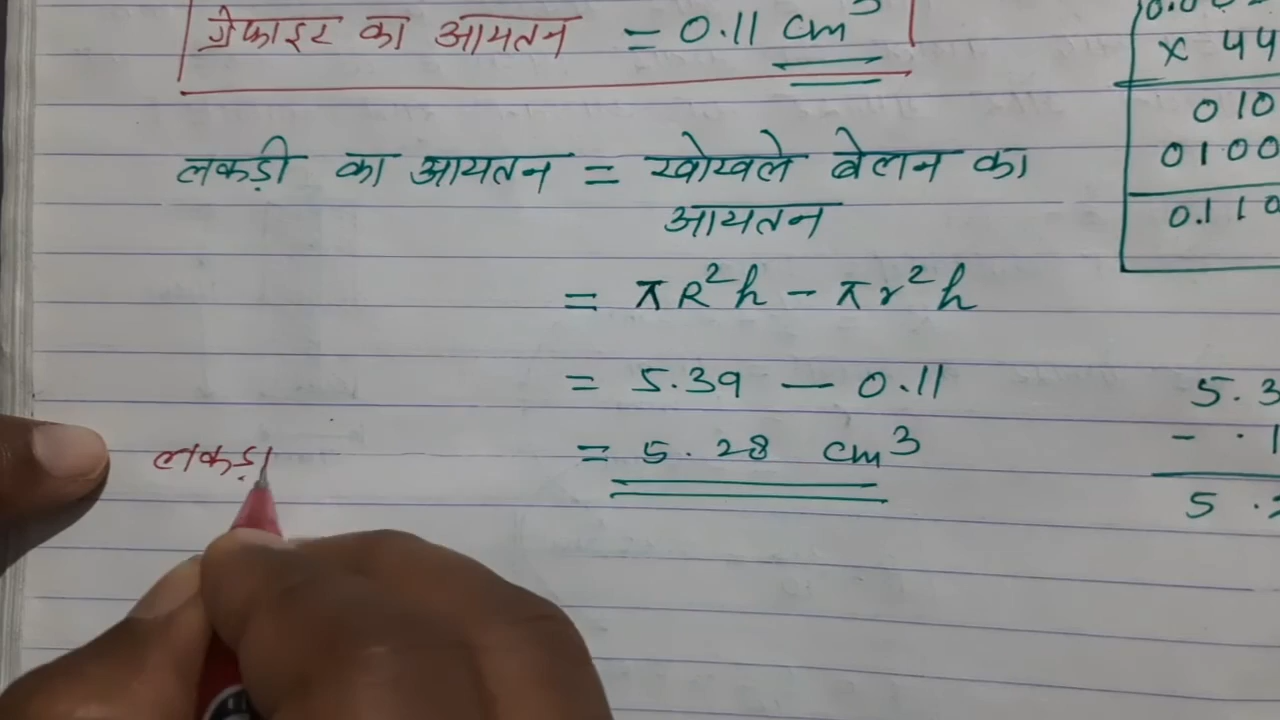 ग्रेफाइट का आयतन = 0.11 cm³
× 44
010
0100
0.110
लकड़ी का आयतन = खोखले बेलन का
आयतन
= πR²h - πr²h
= 5.39 - 0.11
= 5.28 cm³
5.3
- .1
5.
लकड़